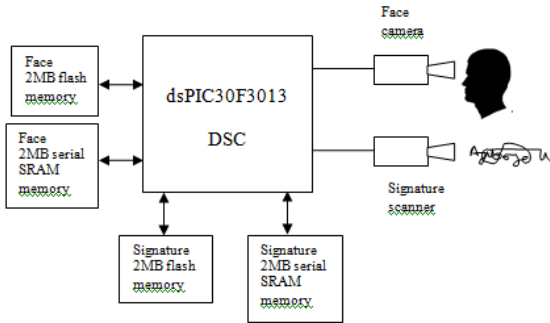 Face
camera
Face
2MB flash
memory
dsPIC30F3013
DSC
Face
2MB serial
SRAM
memory
Signature
scanner
Signature
2MB flash
memory
Signature
2MB serial
SRAM
memory